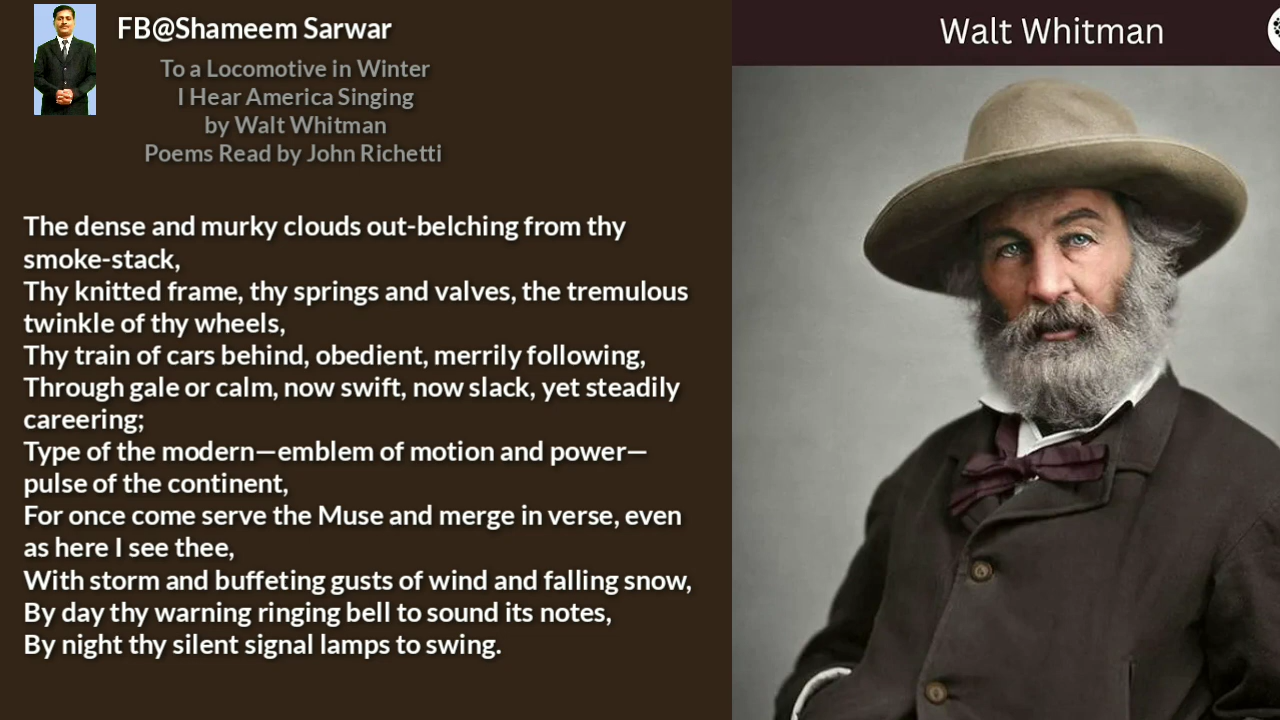 FB@Shameem Sarwar
To a Locomotive in Winter
I Hear America Singing
by Walt Whitman
Poems Read by John Richetti
The dense and murky clouds out-belching from thy
smoke-stack,
Thy knitted frame, thy springs and valves, the tremulous
twinkle of thy wheels,
Thy train of cars behind, obedient, merrily following,
Through gale or calm, now swift, now slack, yet steadily
careering;
Type of the modern—emblem of motion and power—
pulse of the continent,
For once come serve the Muse and merge in verse, even
as here I see thee,
With storm and buffeting gusts of wind and falling snow,
By day thy warning ringing bell to sound its notes,
By night thy silent signal lamps to swing.
Walt Whitman